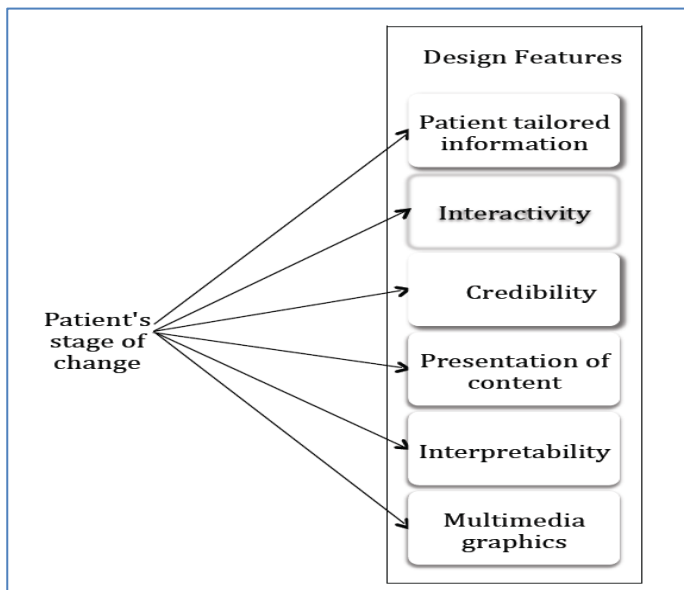 Design Features
Patient tailored
information
Interactivity
Credibility
Patient's
stage of
change
Presentation of
content
Interpretability
Multimedia
graphics